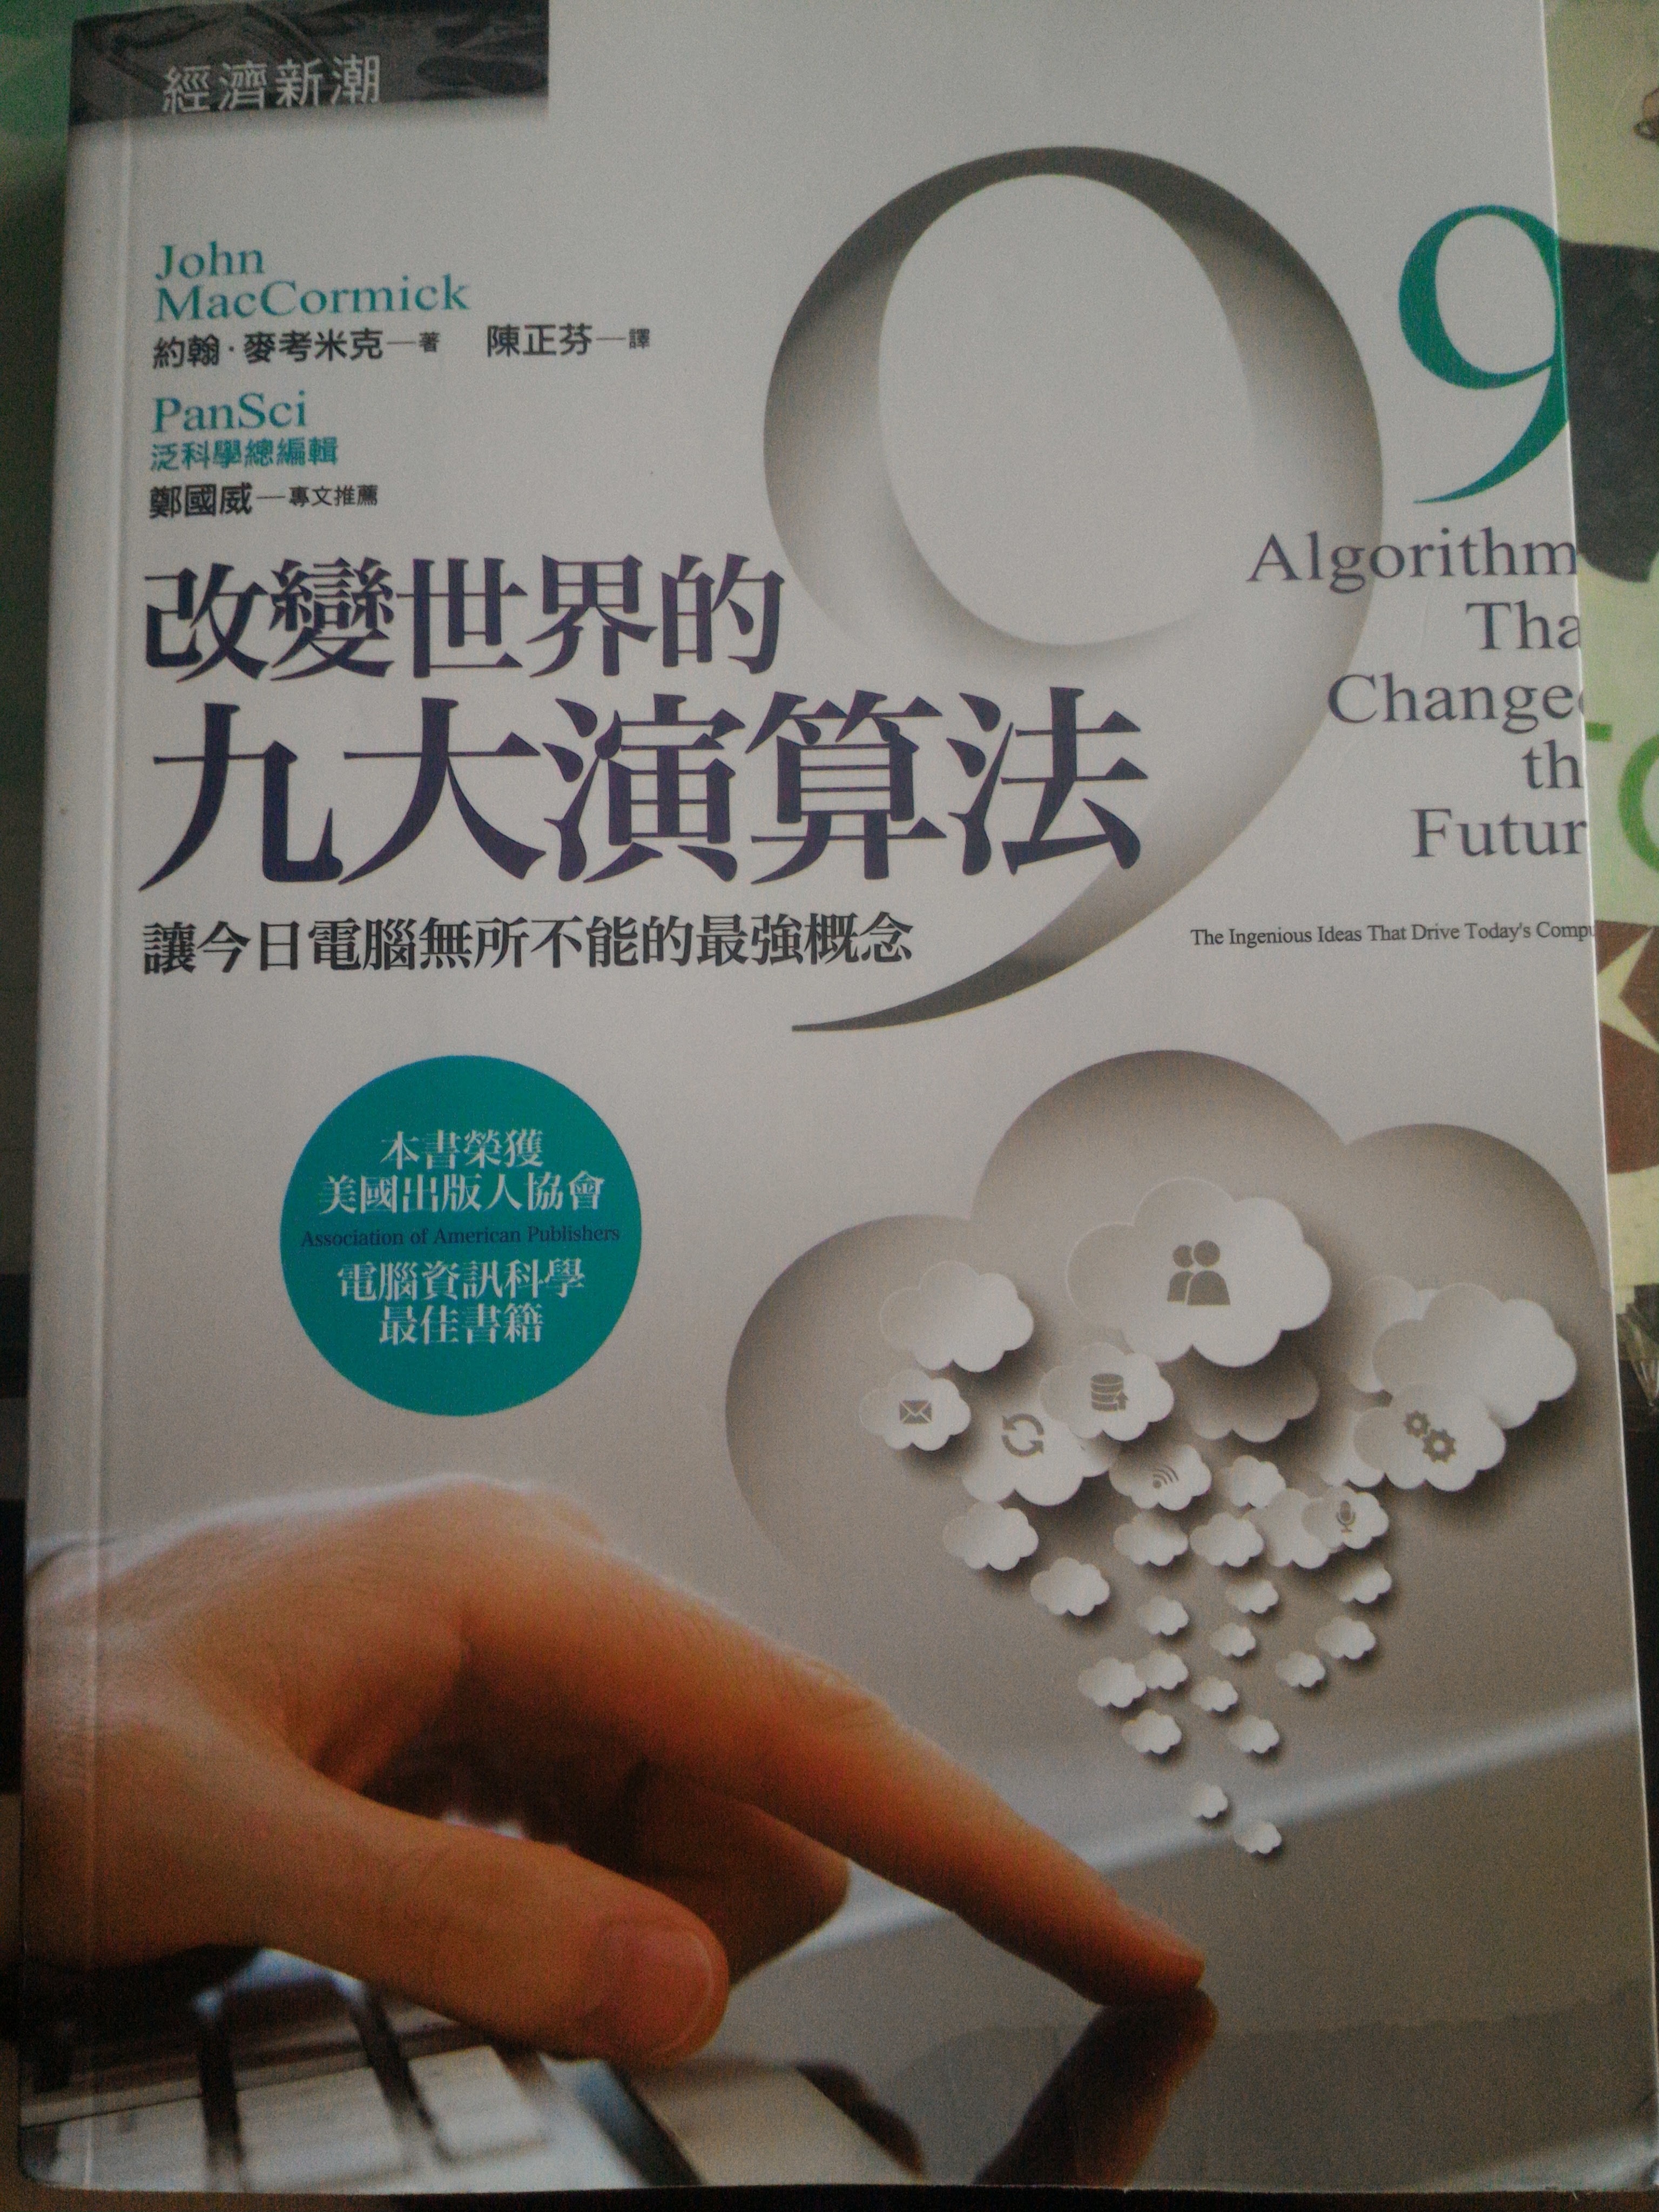 經濟新潮
John
MacCormick
約翰·麥考米克—著 陳正芬—譯
PanSci
泛科學總編輯
鄭國威—專文推薦
改變世界的
九大演算法
讓今日電腦無所不能的最強概念
9
9
Algorithm
Tha
Change
th
Futur
The Ingenious Ideas That Drive Today's Compu
本書榮獲
美國出版人協會
Association of American Publishers
電腦資訊科學
最佳書籍